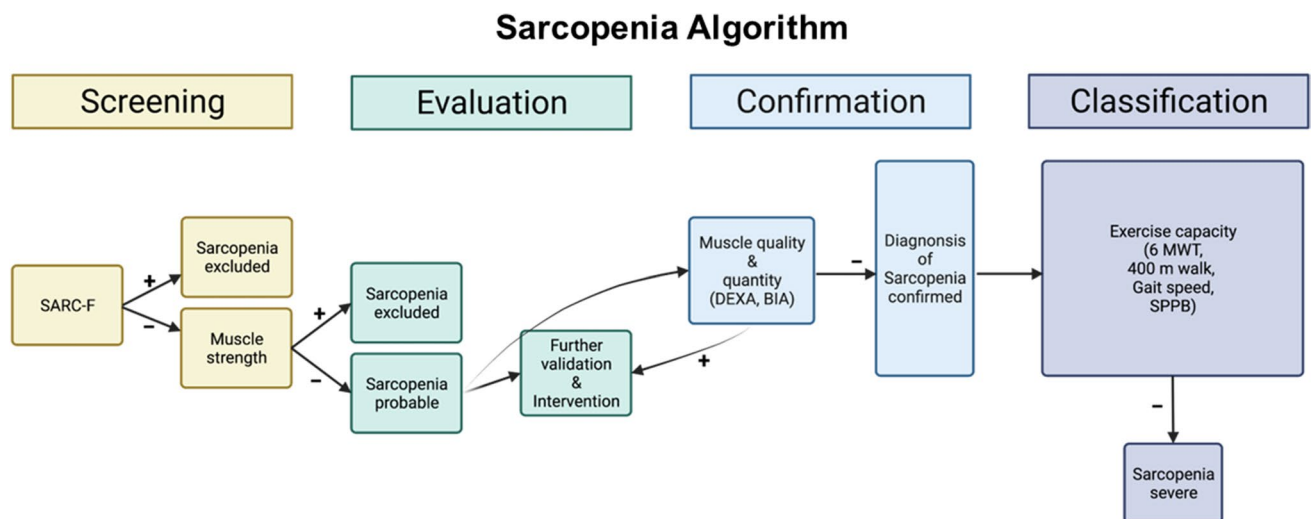 Sarcopenia Algorithm
Screening
Evaluation
Confirmation
Classification
SARC-F
+
–
Sarcopenia
excluded
Muscle
strength
+
–
Sarcopenia
excluded
Sarcopenia
probable
Further
validation
&
Intervention
Muscle quality
&
quantity
(DEXA, BIA)
+
–
Diagnonsis
of
Sarcopenia
confirmed
Exercise capacity
(6 MWT,
400 m walk,
Gait speed,
SPPB)
–
Sarcopenia
severe